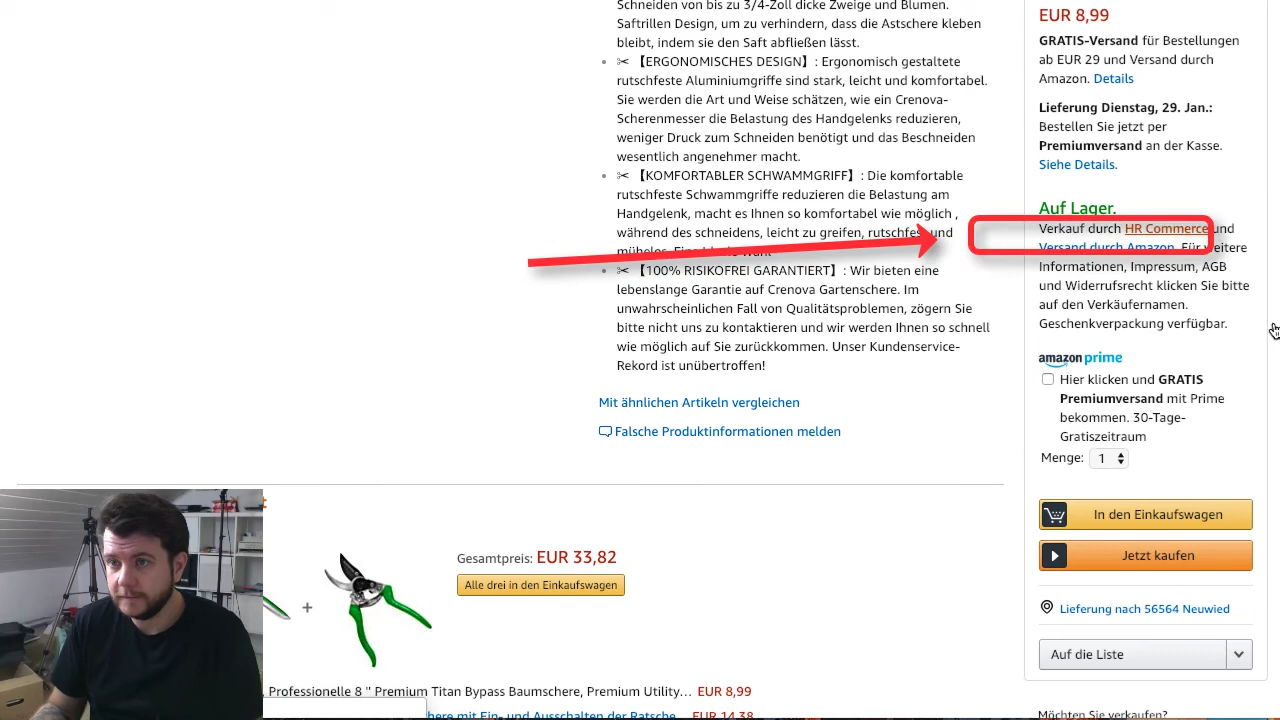 Schneiden von bis zu 3/4-Zoll dicke Zweige und Blumen.
Saftrillen Design, um zu verhindern, dass die Astschere kleben
bleibt, indem sie den Saft abfließen lässt.
✂ 【ERGONOMISCHES DESIGN】: Ergonomisch gestaltete
rutschfeste Aluminiumgriffe sind stark, leicht und komfortabel.
Sie werden die Art und Weise schätzen, wie ein Crenova-
Scherenmesser die Belastung des Handgelenks reduzieren,
weniger Druck zum Schneiden benötigt und das Beschneiden
wesentlich angenehmer macht.
✂ 【KOMFORTABLER SCHWAMMGRIFF】: Die komfortable
rutschfeste Schwammgriffe reduzieren die Belastung am
Handgelenk, macht es Ihnen so komfortabel wie möglich ,
während des schneidens, leicht zu greifen, rutschfest und
✂ 【100% RISIKOFREI GARANTIERT】: Wir bieten eine
lebenslange Garantie auf Crenova Gartenschere. Im
unwahrscheinlichen Fall von Qualitätsproblemen, zögern Sie
bitte nicht uns zu kontaktieren und wir werden Ihnen so schnell
wie möglich auf Sie zurückkommen. Unser Kundenservice-
Rekord ist unübertroffen!
Mit ähnlichen Artikeln vergleichen
Falsche Produktinformationen melden
EUR 8,99
GRATIS-Versand für Bestellungen
ab EUR 29 und Versand durch
Amazon. Details
Lieferung Dienstag, 29. Jan.:
Bestellen Sie jetzt per
Premiumversand an der Kasse.
Siehe Details.
Auf Lager.
Verkauf durch HR Commerce und
Versand durch Amazon. Für weitere
Informationen, Impressum, AGB
und Widerrufsrecht klicken Sie bitte
auf den Verkäufernamen.
Geschenkverpackung verfügbar.
amazon prime
Hier klicken und GRATIS
Premiumversand mit Prime
bekommen. 30-Tage-
Gratiszeitraum
Menge: 1
In den Einkaufswagen
Jetzt kaufen
Lieferung nach 56564 Neuwied
Auf die Liste
Möchten Sie verkaufen?
Gesamtpreis: EUR 33,82
Alle drei in den Einkaufswagen
+
, Professionelle 8 " Premium Titan Bypass Baumschere, Premium Utility… EUR 8,99
here mit Ein- und Ausschalten der Ratsche… EUR 14,38